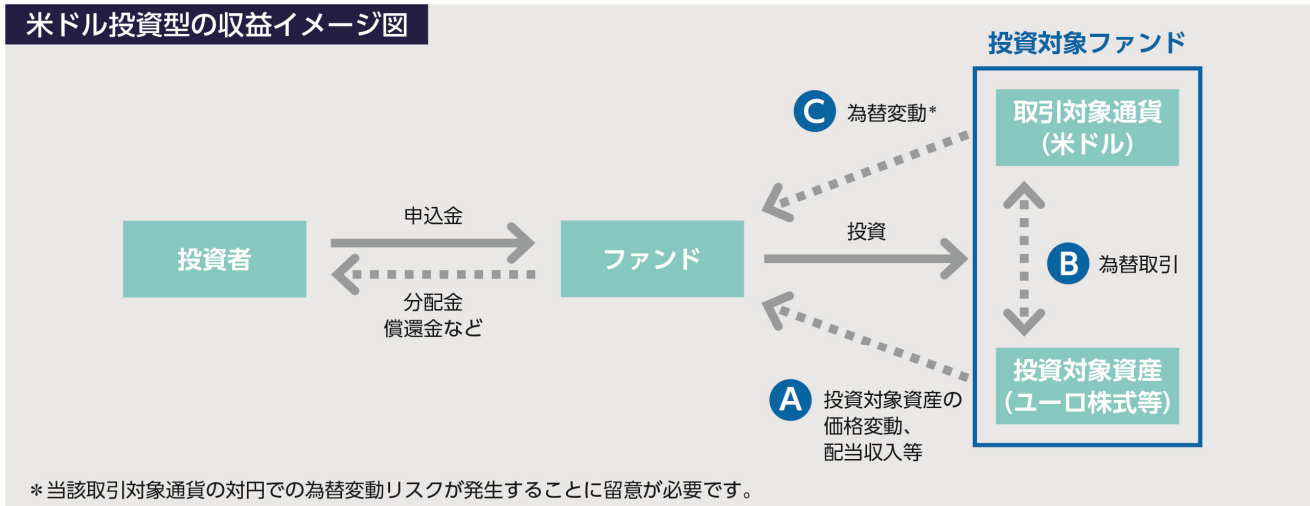 米ドル投資型の収益イメージ図
投資対象ファンド
C 為替変動*
取引対象通貨
（米ドル）
申込金
投資者
ファンド
投資
B 為替取引
分配金
償還金など
投資対象資産
（ユーロ株式等）
A 投資対象資産の
価格変動、
配当収入等
＊当該取引対象通貨の対円での為替変動リスクが発生することに留意が必要です。